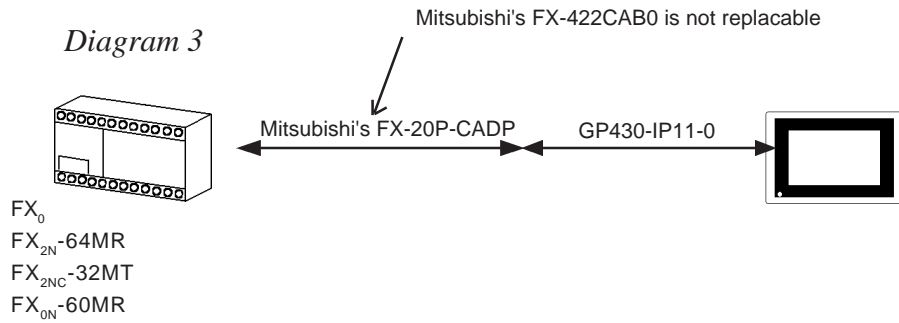 Mitsubishi's FX-422CAB0 is not replacable
Diagram 3
Mitsubishi's FX-20P-CADP
GP430-IP11-0
FX0
FX2N-64MR
FX2NC-32MT
FX0N-60MR